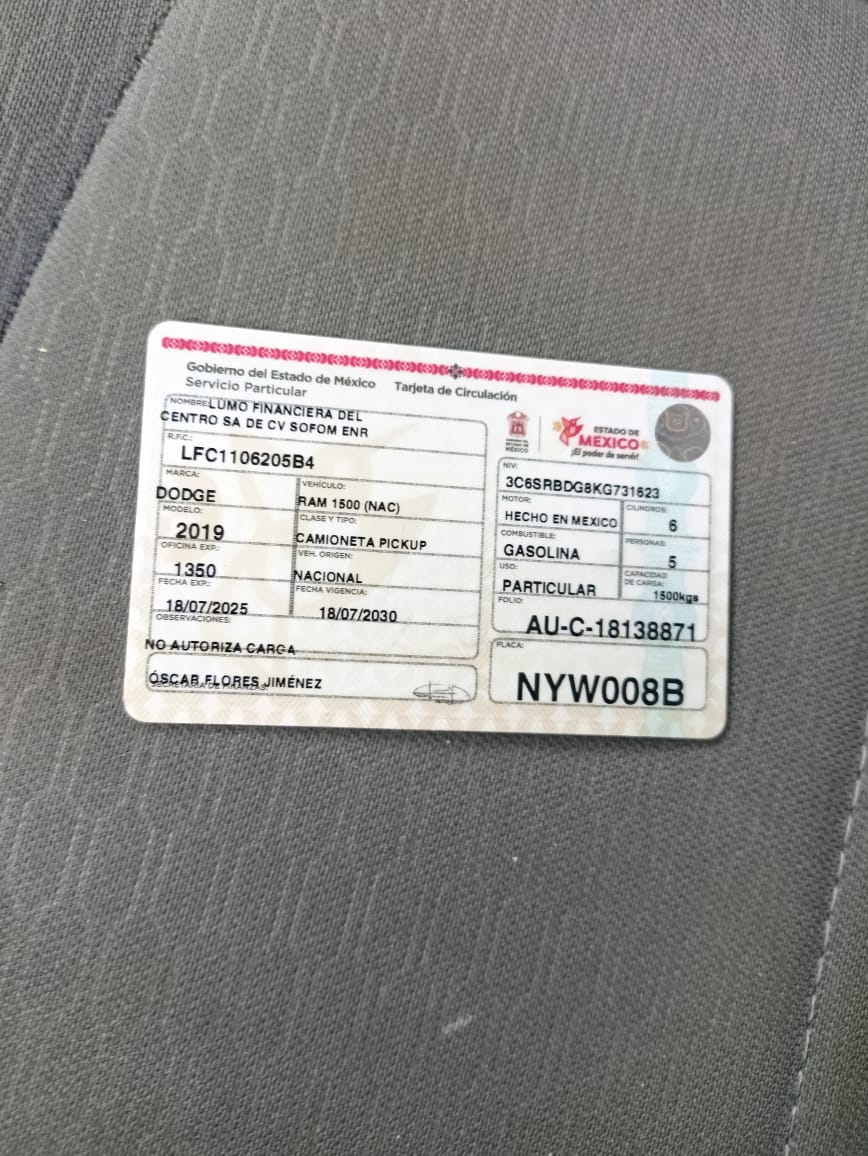 Gobierno del Estado de México
Servicio Particular
Tarjeta de Circulación
NOMBRE: LUMO FINANCIERA DEL
CENTRO SA DE CV SOFOM ENR
R.F.C.:
LFC1106205B4
MARCA:
DODGE
VEHÍCULO:
RAM 1500 (NAC)
MODELO:
2019
CLASE Y TIPO:
CAMIONETA PICKUP
OFICINA EXP.:
1350
VEH. ORIGEN:
NACIONAL
FECHA EXP.:
18/07/2025
FECHA VIGENCIA:
18/07/2030
OBSERVACIONES:
NO AUTORIZA CARGA
ÓSCAR FLORES JIMÉNEZ
SECRETARÍA DE FINANZAS
ESTADO DE
MÉXICO
¡El poder de servir!
NIV:
3C6SRBDG8KG731623
MOTOR:
HECHO EN MEXICO
CILINDROS:
6
COMBUSTIBLE:
GASOLINA
PERSONAS:
5
USO:
PARTICULAR
CAPACIDAD
DE CARGA:
1500kgs
FOLIO:
AU-C-18138871
PLACA:
NYW008B